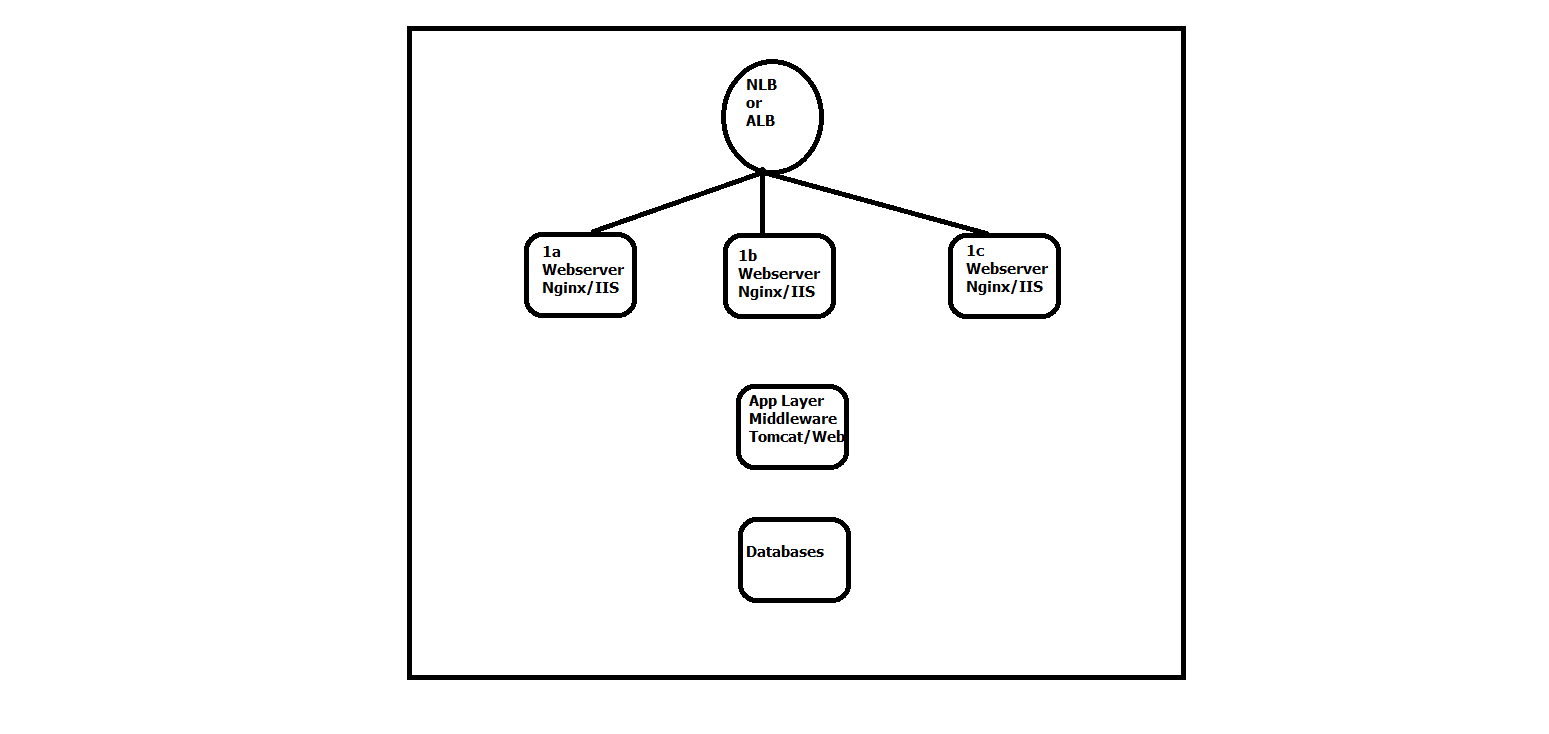 NLB
or
ALB
1a
Webserver
Nginx/IIS
1b
Webserver
Nginx/IIS
1c
Webserver
Nginx/IIS
App Layer
Middleware
Tomcat/Web
Databases